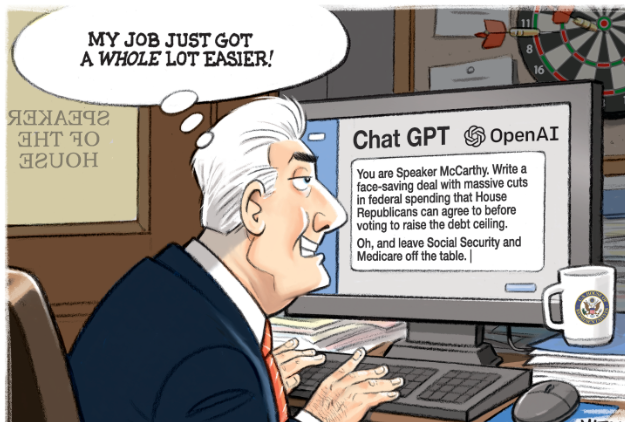 MY JOB JUST GOT
A WHOLE LOT EASIER!
SPEAKER
OF THE
HOUSE
11
8
16
Chat GPT OpenAI
You are Speaker McCarthy. Write a
face-saving deal with massive cuts
in federal spending that House
Republicans can agree to before
voting to raise the debt ceiling.
Oh, and leave Social Security and
Medicare off the table.